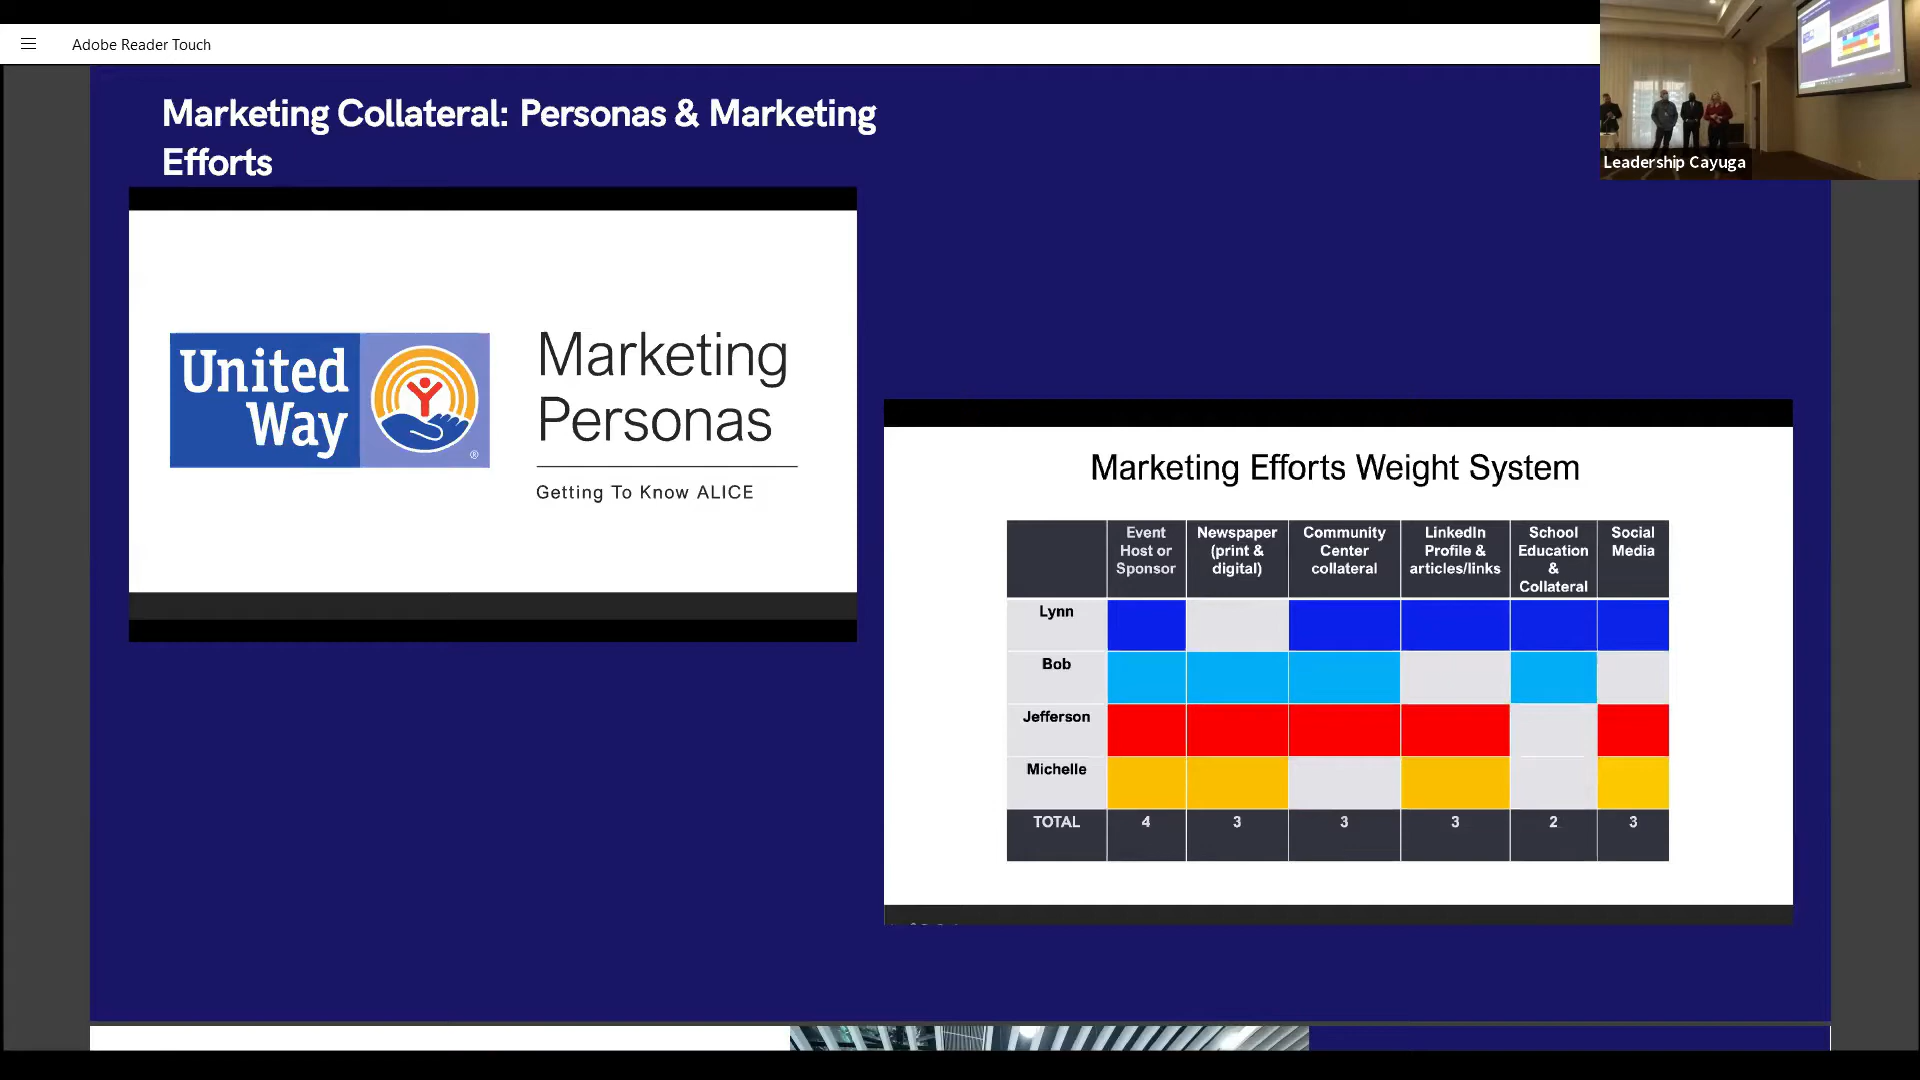 Adobe Reader Touch
Leadership Cayuga
Marketing Collateral: Personas & Marketing
Efforts
United
Way
®
Marketing
Personas
Getting To Know ALICE
Marketing Efforts Weight System
Event
Host or
Sponsor
Newspaper
(print &
digital)
Community
Center
collateral
LinkedIn
Profile &
articles/links
School
Education
&
Collateral
Social
Media
Lynn
Bob
Jefferson
Michelle
TOTAL 4 3 3 3 2 3